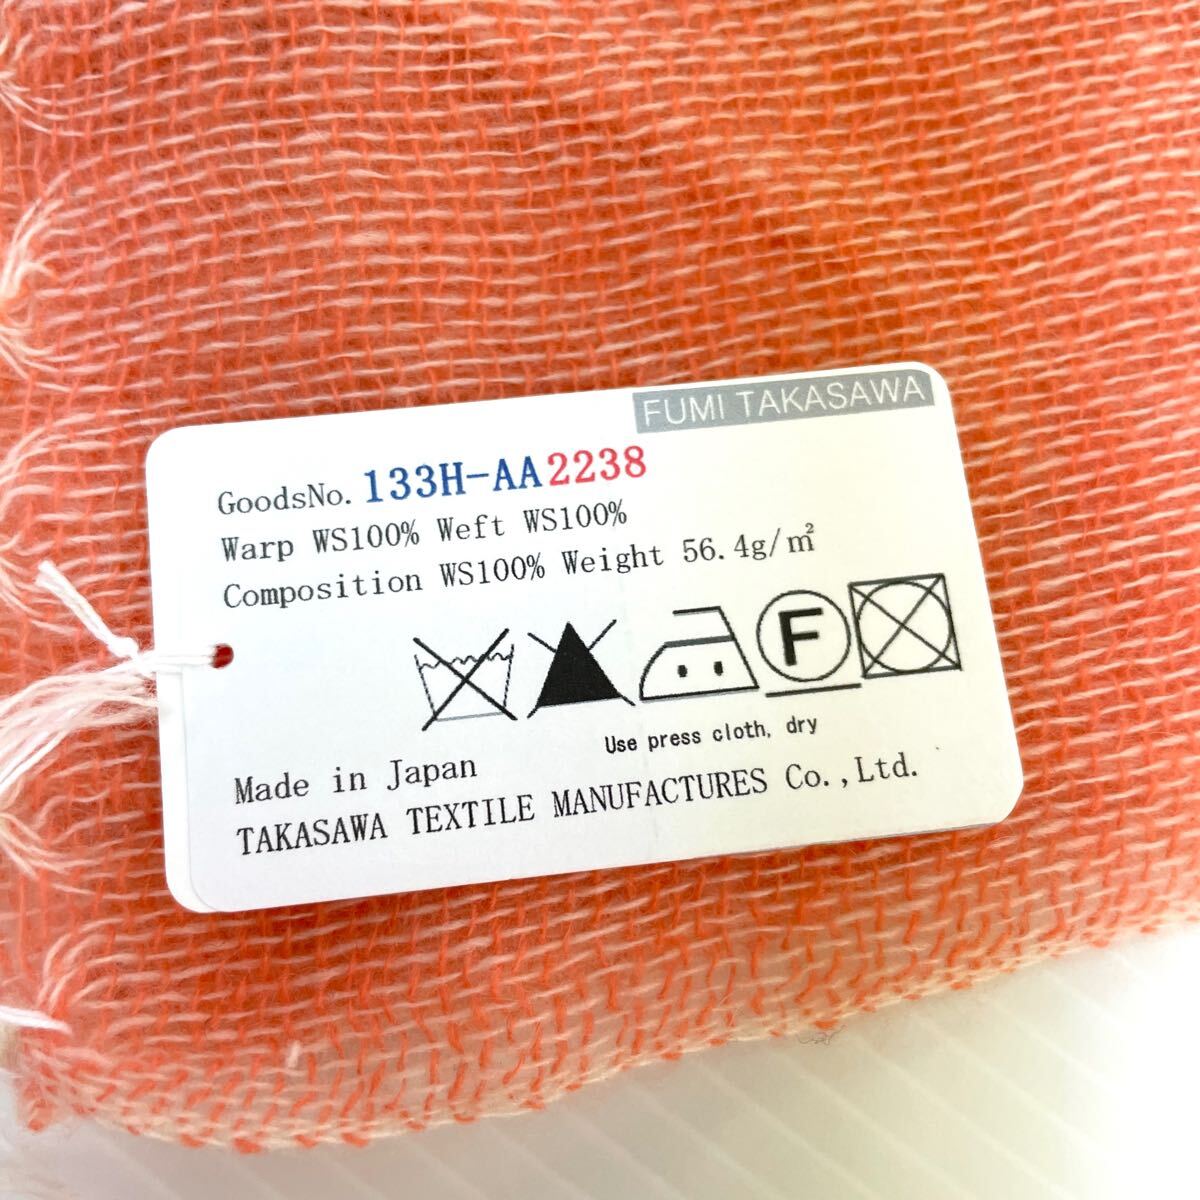 FUMI TAKASAWA
GoodsNo. 133H-AA2238
Warp WS100% Weft WS100%
Composition WS100% Weight 56.4g/㎡
F
Use press cloth, dry
Made in Japan
TAKASAWA TEXTILE MANUFACTURES Co.,Ltd.